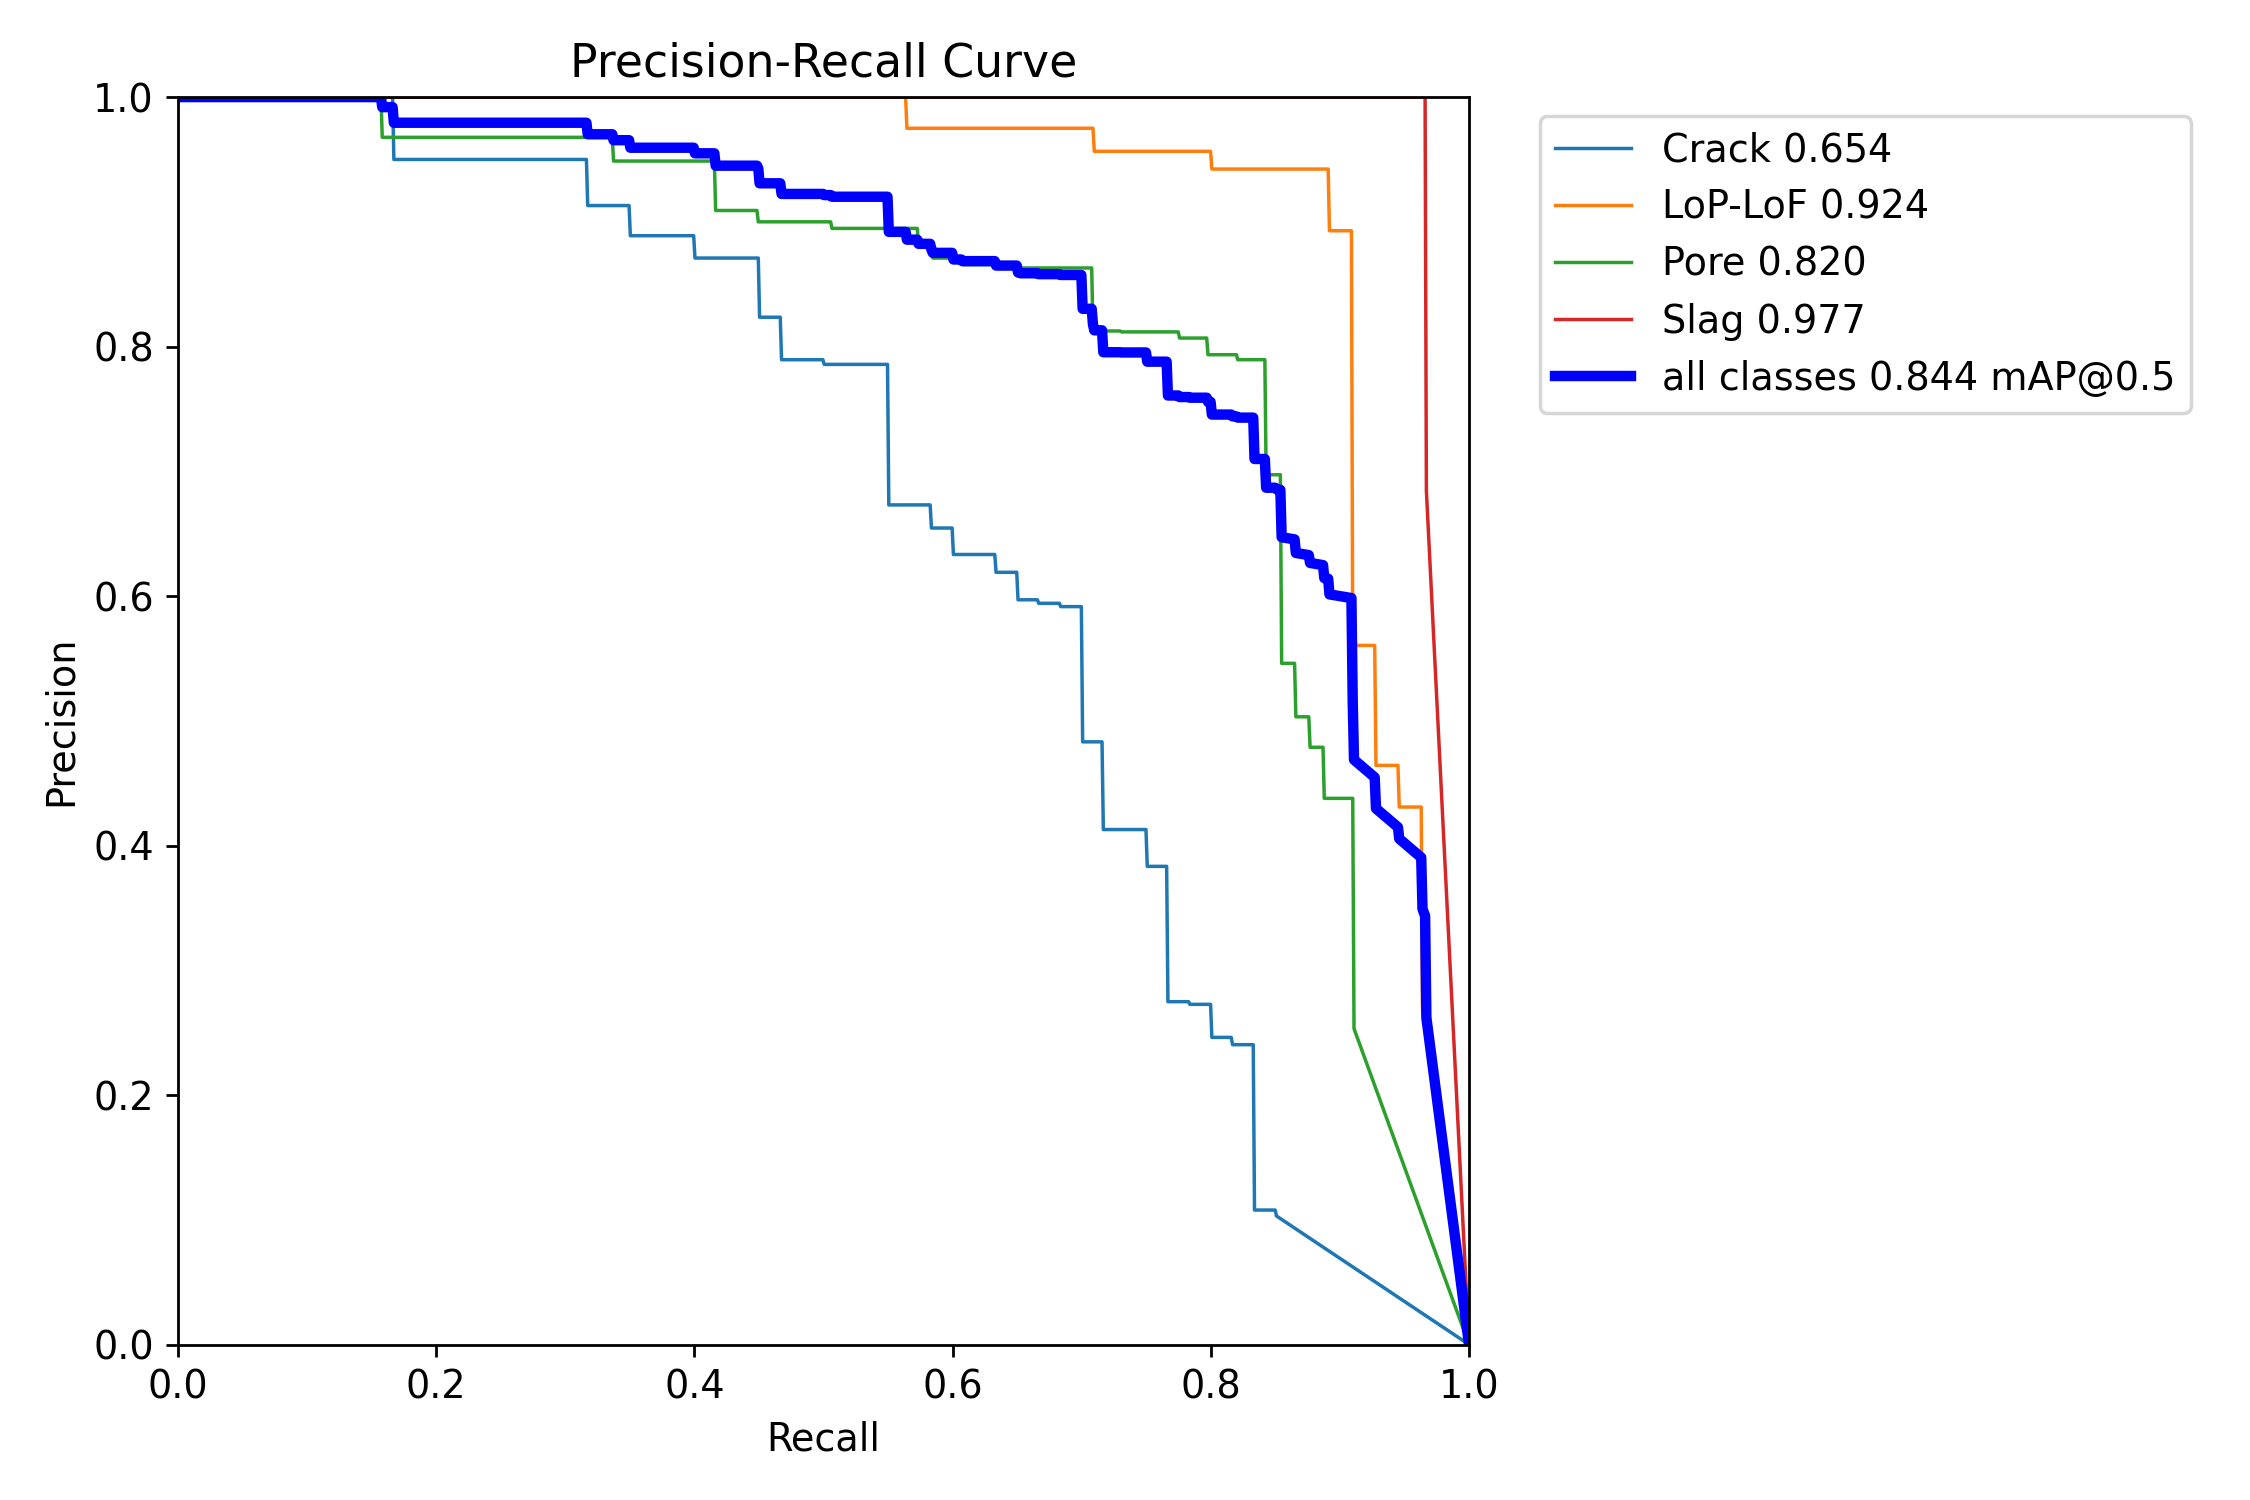 Precision-Recall Curve
1.0
0.8
0.6
0.4
0.2
0.0
Precision
0.0 0.2 0.4 0.6 0.8 1.0
Recall
Crack 0.654
LoP-LoF 0.924
Pore 0.820
Slag 0.977
all classes 0.844 mAP@0.5